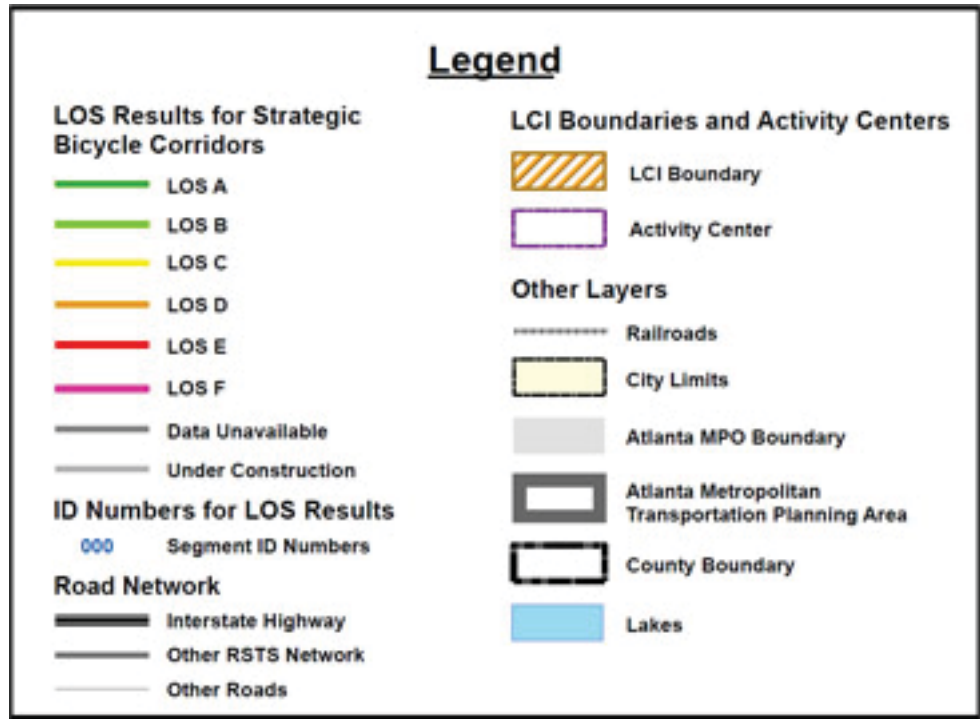 Legend
LOS Results for Strategic
Bicycle Corridors
LOS A
LOS B
LOS C
LOS D
LOS E
LOS F
Data Unavailable
Under Construction
ID Numbers for LOS Results
000 Segment ID Numbers
Road Network
Interstate Highway
Other RSTS Network
Other Roads
LCI Boundaries and Activity Centers
LCI Boundary
Activity Center
Other Layers
Railroads
City Limits
Atlanta MPO Boundary
Atlanta Metropolitan
Transportation Planning Area
County Boundary
Lakes